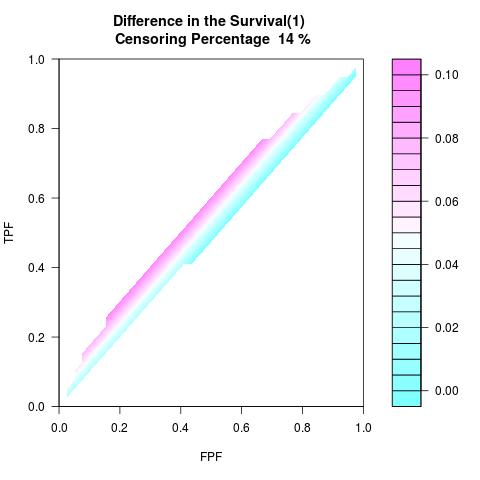 Difference in the Survival(1)
Censoring Percentage  14 %
1.0
0.8
0.6
0.4
0.2
0.0
TPF
0.0 0.2 0.4 0.6 0.8 1.0
FPF
0.10
0.08
0.06
0.04
0.02
0.00